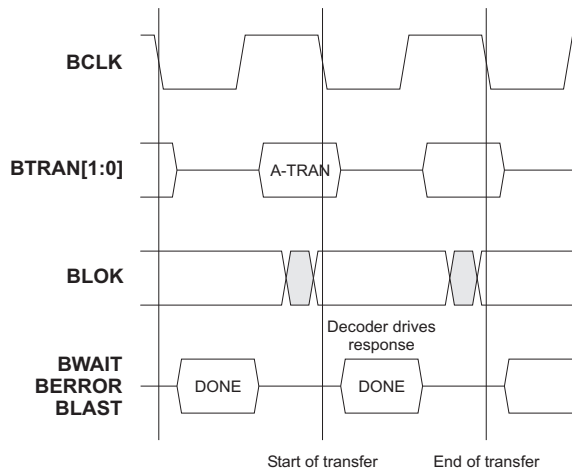 BCLK
BTRAN[1:0]
A-TRAN
BLOK
Decoder drives
response
BWAIT
BERROR
BLAST
DONE
DONE
Start of transfer
End of transfer